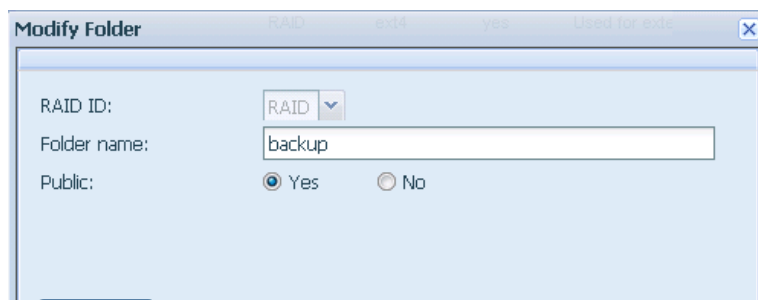 Modify Folder
RAID ext4 yes Used for exte
RAID ID: RAID
Folder name: backup
Public: Yes No